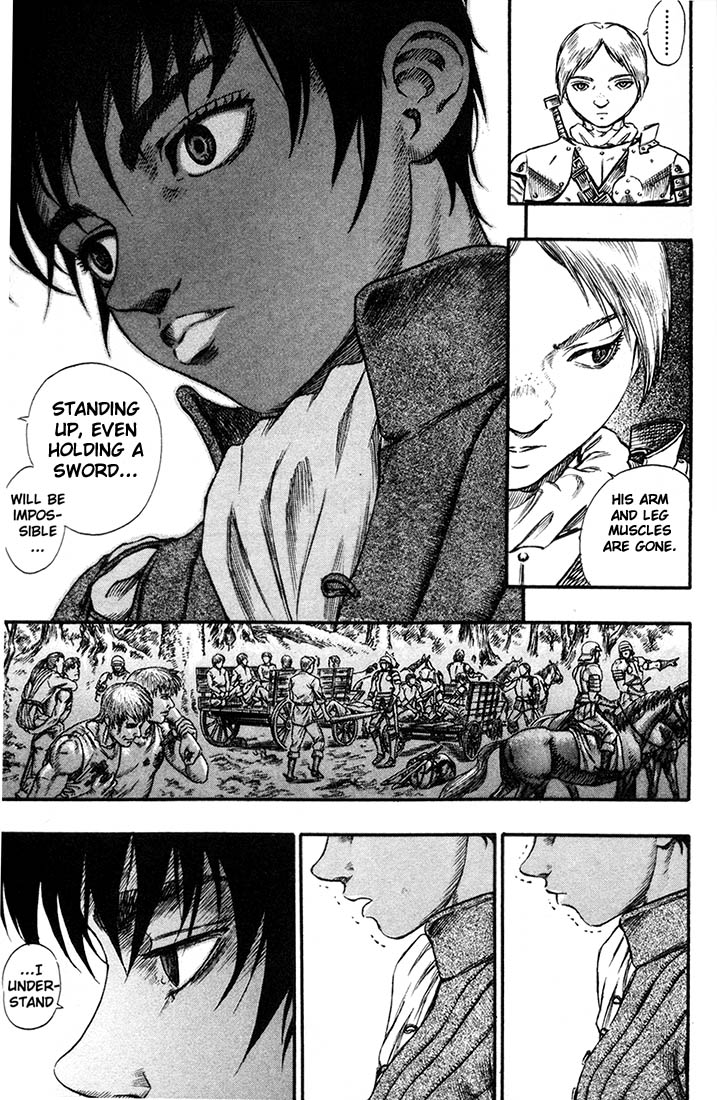 ........
HIS ARM
AND LEG
MUSCLES
ARE GONE.
STANDING
UP, EVEN
HOLDING A
SWORD...
WILL BE
IMPOS-
SIBLE
...
...I
UNDER-
STAND